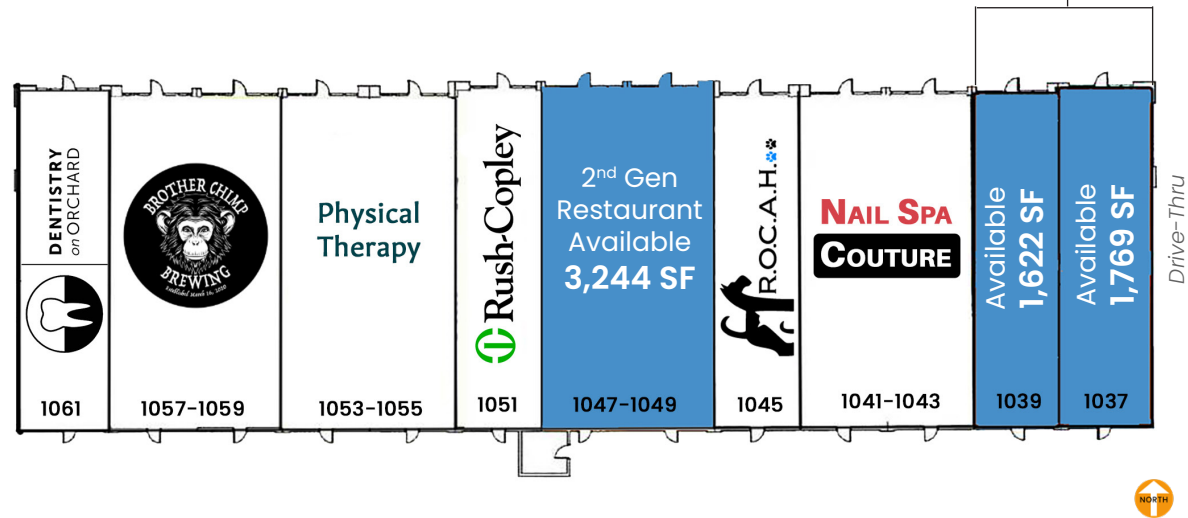 DENTISTRY
on ORCHARD
1061
BROTHER CHIMP
BREWING
Established March 16, 2020
1057-1059
Physical
Therapy
1053-1055
Rush-Copley
1051
2nd Gen
Restaurant
Available
3,244 SF
1047-1049
R.O.C.A.H.
1045
NAIL SPA
COUTURE
1041-1043
Available
1,622 SF
1039
Available
1,769 SF
1037
Drive-Thru
NORTH